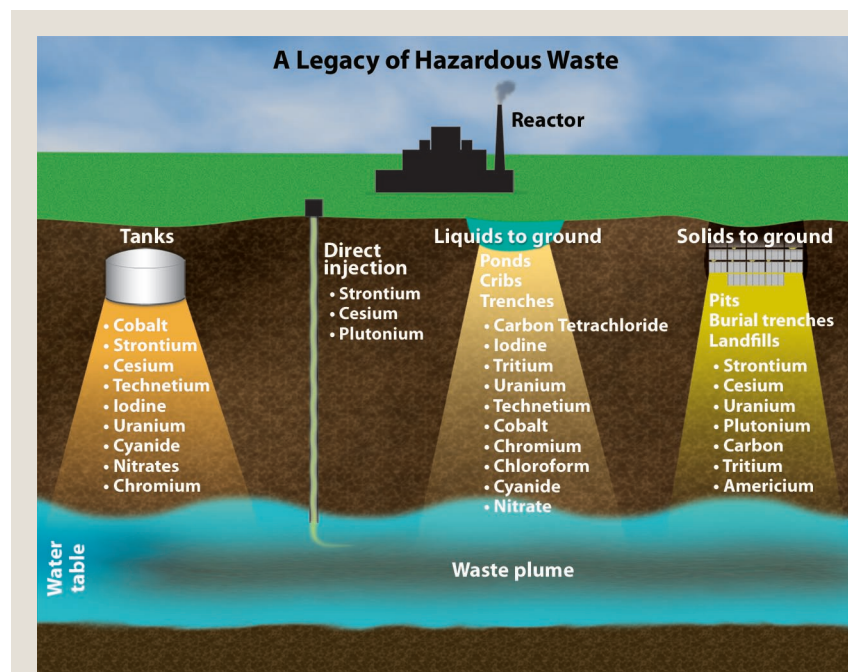 A Legacy of Hazardous Waste
Reactor
Tanks
• Cobalt
• Strontium
• Cesium
• Technetium
• Iodine
• Uranium
• Cyanide
• Nitrates
• Chromium
Direct
injection
• Strontium
• Cesium
• Plutonium
Liquids to ground
Ponds
Cribs
Trenches
• Carbon Tetrachloride
• Iodine
• Tritium
• Uranium
• Technetium
• Cobalt
• Chromium
• Chloroform
• Cyanide
• Nitrate
Solids to ground
Pits
Burial trenches
Landfills
• Strontium
• Cesium
• Uranium
• Plutonium
• Carbon
• Tritium
• Americium
Water
table
Waste plume